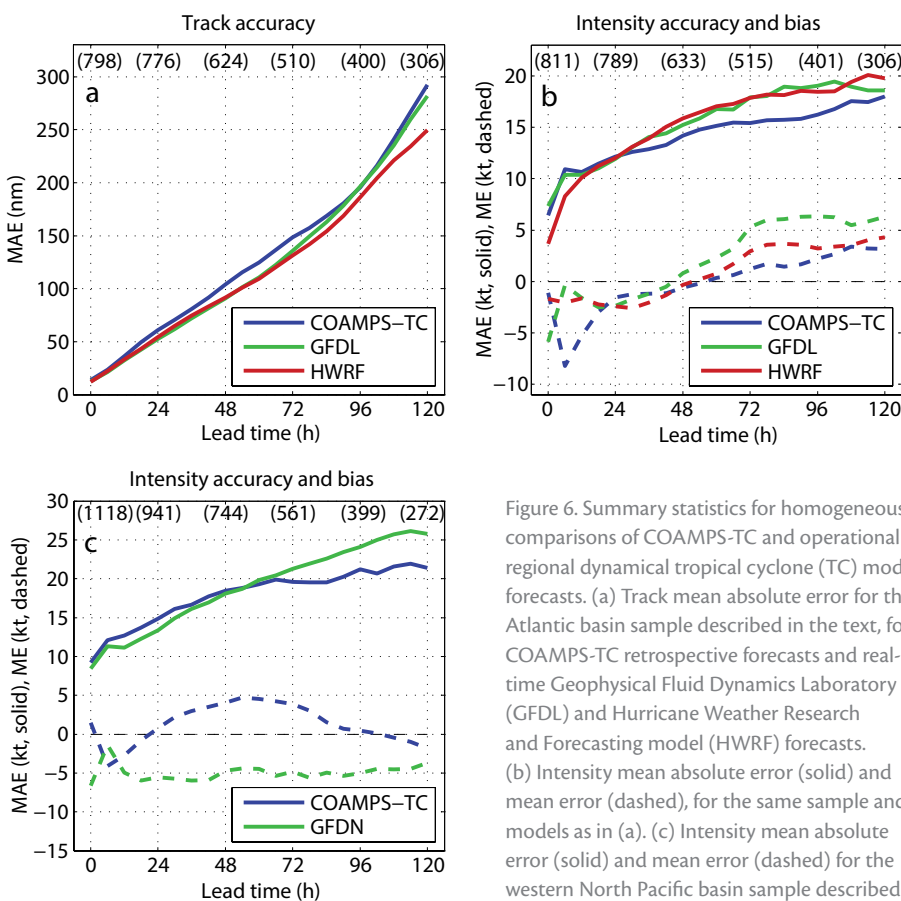 Track accuracy
(798) (776) (624) (510) (400) (306)
a
300
250
200
150
100
50
0
MAE (nm)
COAMPS–TC
GFDL
HWRF
0 24 48 72 96 120
Lead time (h)
Intensity accuracy and bias
(811) (789) (633) (515) (401) (306)
b
20
15
10
5
0
−5
−10
MAE (kt, solid), ME (kt, dashed)
COAMPS–TC
GFDL
HWRF
0 24 48 72 96 120
Lead time (h)
Intensity accuracy and bias
(1118) (941) (744) (561) (399) (272)
c
30
25
20
15
10
5
0
−5
−10
−15
MAE (kt, solid), ME (kt, dashed)
COAMPS–TC
GFDN
0 24 48 72 96 120
Lead time (h)
Figure 6. Summary statistics for homogeneous
comparisons of COAMPS-TC and operational
regional dynamical tropical cyclone (TC) mod
forecasts. (a) Track mean absolute error for th
Atlantic basin sample described in the text, fo
COAMPS-TC retrospective forecasts and real-
time Geophysical Fluid Dynamics Laboratory
(GFDL) and Hurricane Weather Research
and Forecasting model (HWRF) forecasts.
(b) Intensity mean absolute error (solid) and
mean error (dashed), for the same sample and
models as in (a). (c) Intensity mean absolute
error (solid) and mean error (dashed) for the
western North Pacific basin sample described